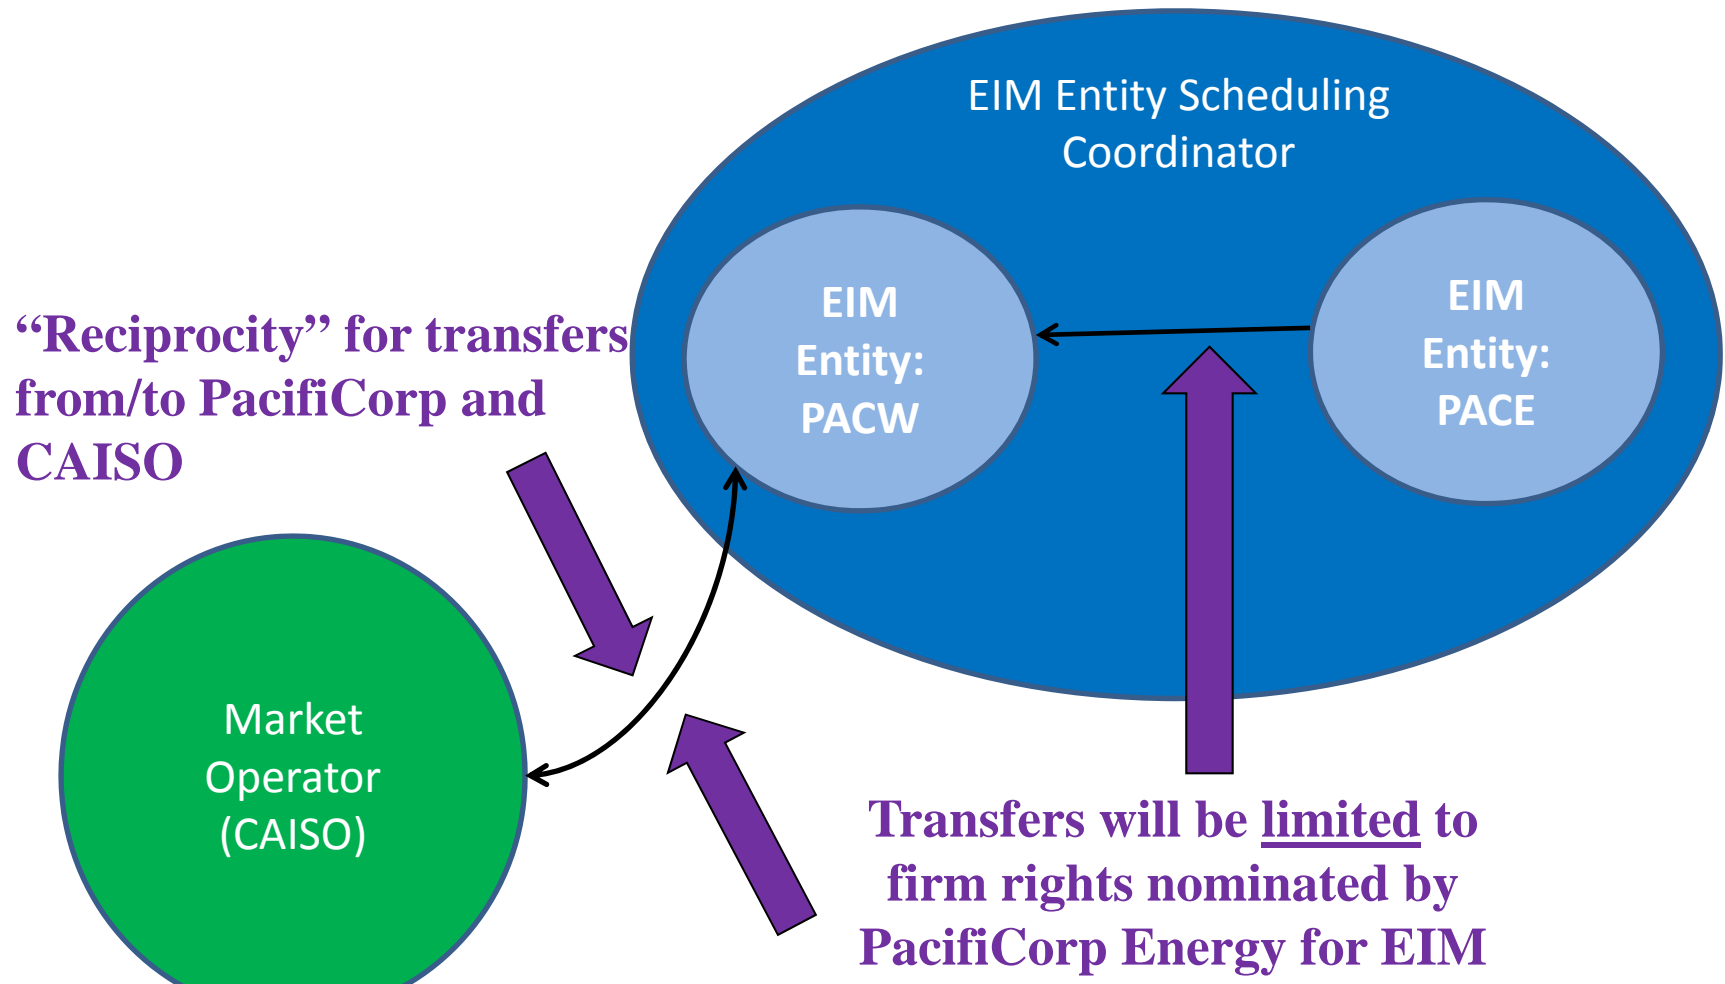 EIM Entity Scheduling
Coordinator
EIM
Entity:
PACW
EIM
Entity:
PACE
“Reciprocity” for transfers
from/to PacifiCorp and
CAISO
Market
Operator
(CAISO)
Transfers will be limited to
firm rights nominated by
PacifiCorp Energy for EIM